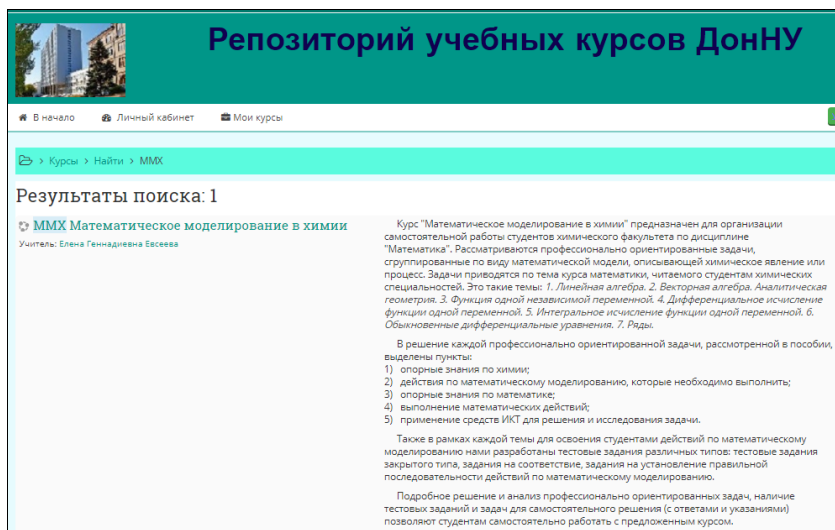 Репозиторий учебных курсов ДонНУ
В начало Личный кабинет Мои курсы
> Курсы > Найти > ММХ
Результаты поиска: 1
ММХ Математическое моделирование в химии
Учитель: Елена Геннадиевна Евсеева
Курс "Математическое моделирование в химии" предназначен для организации
самостоятельной работы студентов химического факультета по дисциплине
"Математика". Рассматриваются профессионально ориентированные задачи,
сгруппированные по виду математической модели, описывающей химическое явление или
процесс. Задачи приводятся по тема курса математики, читаемого студентам химических
специальностей. Это такие темы: 1. Линейная алгебра. 2. Векторная алгебра. Аналитическая
геометрия. 3. Функция одной независимой переменной. 4. Дифференциальное исчисление
функции одной переменной. 5. Интегральное исчисление функции одной переменной. 6.
Обыкновенные дифференциальные уравнения. 7. Ряды.
В решение каждой профессионально ориентированной задачи, рассмотренной в пособии,
выделены пункты:
1) опорные знания по химии;
2) действия по математическому моделированию, которые необходимо выполнить;
3) опорные знания по математике;
4) выполнение математических действий;
5) применение средств ИКТ для решения и исследования задачи.
Также в рамках каждой темы для освоения студентами действий по математическому
моделированию нами разработаны тестовые задания различных типов: тестовые задания
закрытого типа, задания на соответствие, задания на установление правильной
последовательности действий по математическому моделированию.
Подробное решение и анализ профессионально ориентированных задач, наличие
тестовых заданий и задач для самостоятельного решения (с ответами и указаниями)
позволяют студентам самостоятельно работать с предложенным курсом.